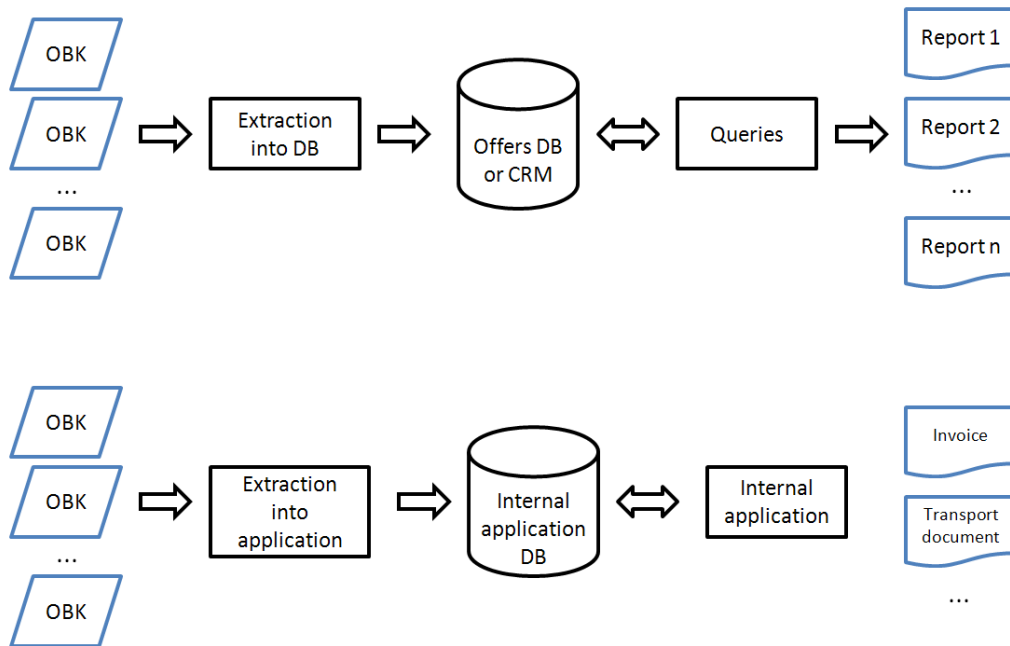 OBK
OBK
...
OBK
Extraction
into DB
Offers DB
or CRM
Queries
Report 1
Report 2
...
Report n
OBK
OBK
...
OBK
Extraction
into
application
Internal
application
DB
Internal
application
Invoice
Transport
document
...